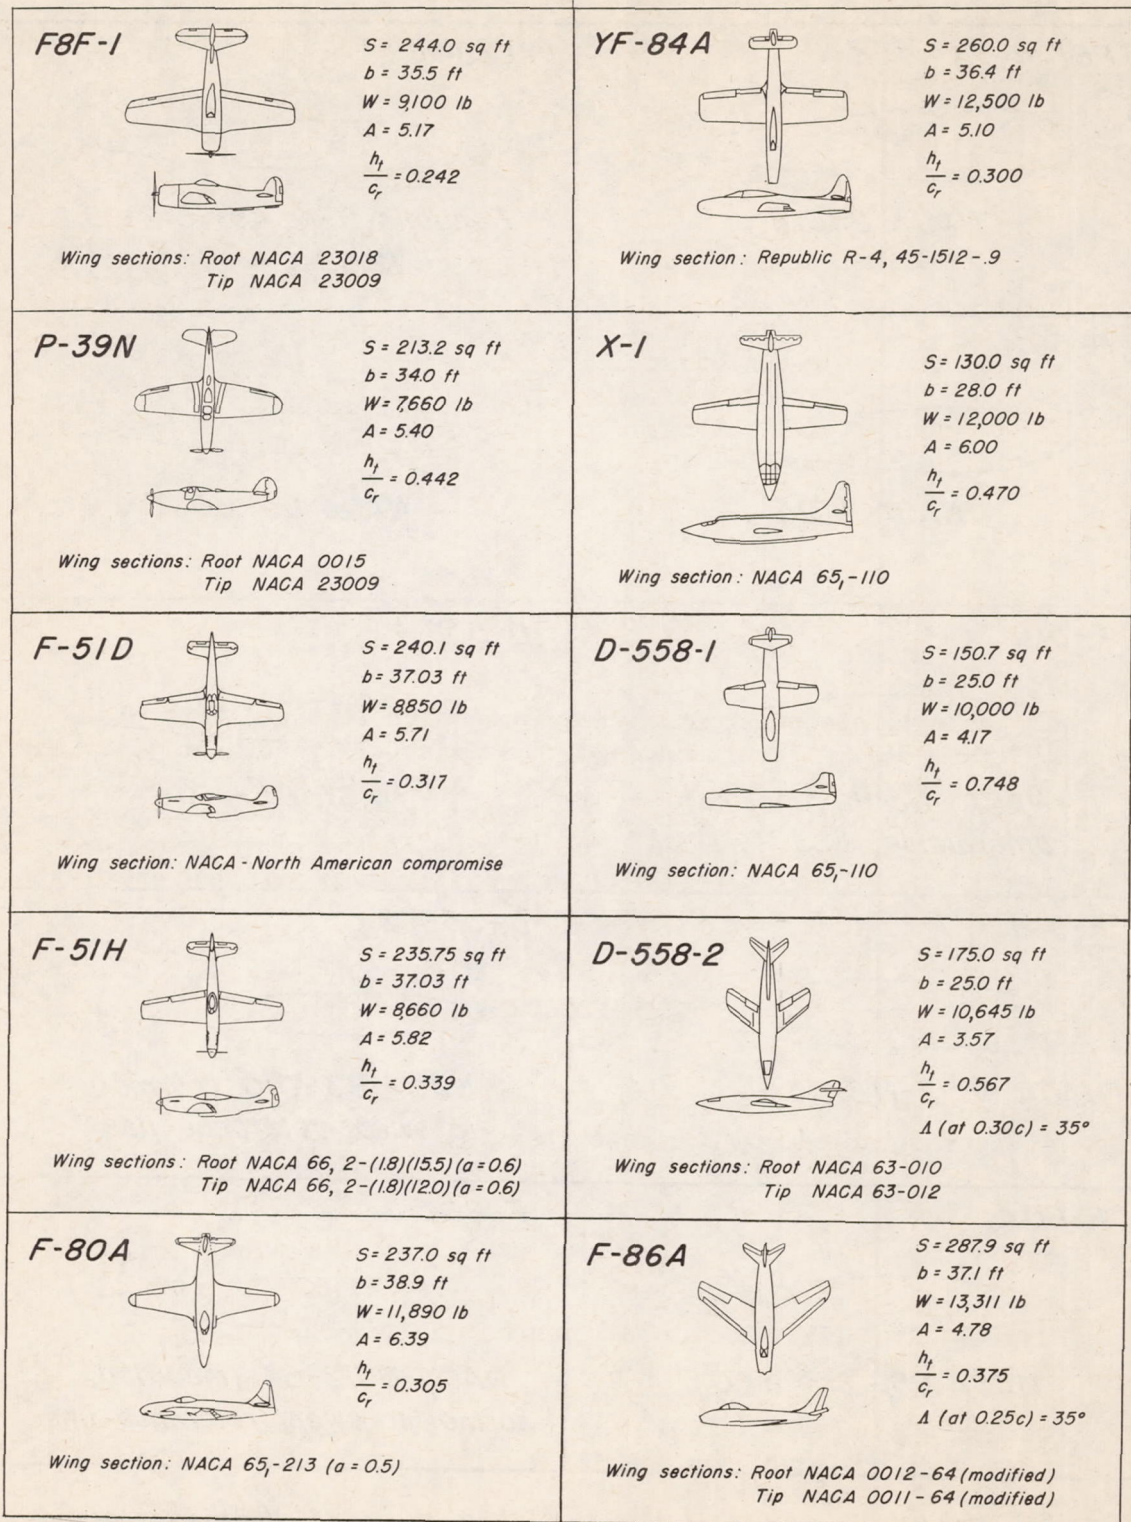 F8F-1
S = 244.0 sq ft
b = 35.5 ft
W = 9,100 lb
A = 5.17
h_t
c_r
= 0.242
Wing sections: Root NACA 23018
Tip NACA 23009
YF-84A
S = 260.0 sq ft
b = 36.4 ft
W = 12,500 lb
A = 5.10
h_t
c_r
= 0.300
Wing section: Republic R-4, 45-1512-.9
P-39N
S = 213.2 sq ft
b = 34.0 ft
W = 7,660 lb
A = 5.40
h_t
c_r
= 0.442
Wing sections: Root NACA 0015
Tip NACA 23009
X-1
S = 130.0 sq ft
b = 28.0 ft
W = 12,000 lb
A = 6.00
h_t
c_r
= 0.470
Wing section: NACA 65₁-110
F-51D
S = 240.1 sq ft
b = 37.03 ft
W = 8,850 lb
A = 5.71
h_t
c_r
= 0.317
Wing section: NACA - North American compromise
D-558-1
S = 150.7 sq ft
b = 25.0 ft
W = 10,000 lb
A = 4.17
h_t
c_r
= 0.748
Wing section: NACA 65₁-110
F-51H
S = 235.75 sq ft
b = 37.03 ft
W = 8,660 lb
A = 5.82
h_t
c_r
= 0.339
Wing sections: Root NACA 66, 2-(1.8)(15.5)(a=0.6)
Tip NACA 66, 2-(1.8)(12.0)(a=0.6)
D-558-2
S = 175.0 sq ft
b = 25.0 ft
W = 10,645 lb
A = 3.57
h_t
c_r
= 0.567
Λ (at 0.30c) = 35°
Wing sections: Root NACA 63-010
Tip NACA 63-012
F-80A
S = 237.0 sq ft
b = 38.9 ft
W = 11,890 lb
A = 6.39
h_t
c_r
= 0.305
Wing section: NACA 65₁-213 (a = 0.5)
F-86A
S = 287.9 sq ft
b = 37.1 ft
W = 13,311 lb
A = 4.78
h_t
c_r
= 0.375
Λ (at 0.25c) = 35°
Wing sections: Root NACA 0012-64 (modified)
Tip NACA 0011-64 (modified)